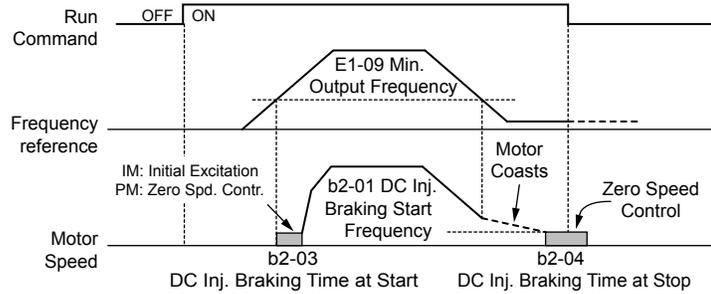 Run
Command
OFF
ON
E1-09 Min.
Output Frequency
Frequency
reference
IM: Initial Excitation
PM: Zero Spd. Contr.
b2-01 DC Inj.
Braking Start
Frequency
Motor
Coasts
Zero Speed
Control
Motor
Speed
b2-03
DC Inj. Braking Time at Start
b2-04
DC Inj. Braking Time at Stop